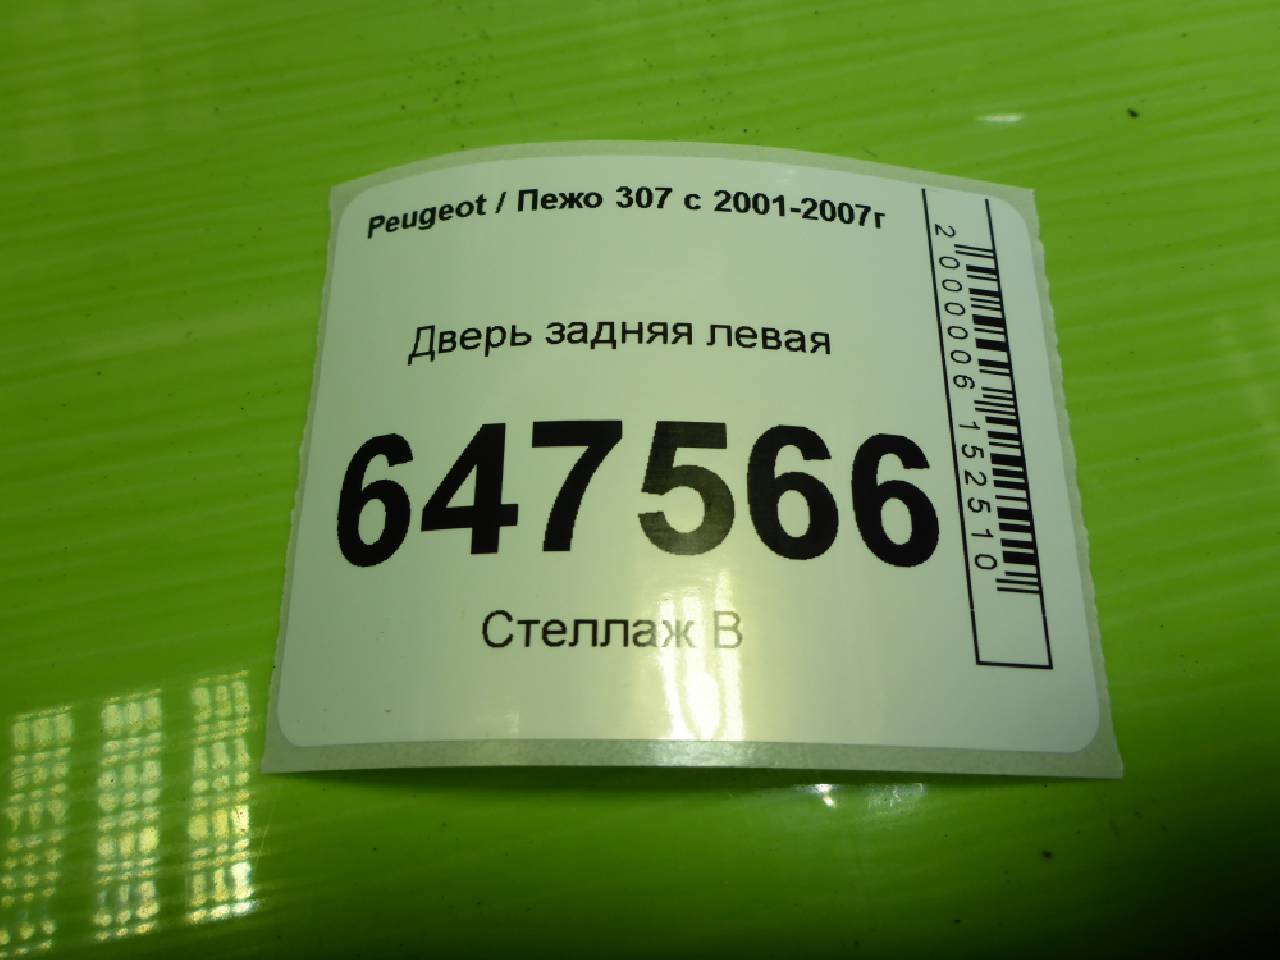 Peugeot / Пежо 307 с 2001-2007г
Дверь задняя левая
647566
Стеллаж В
2000006152510